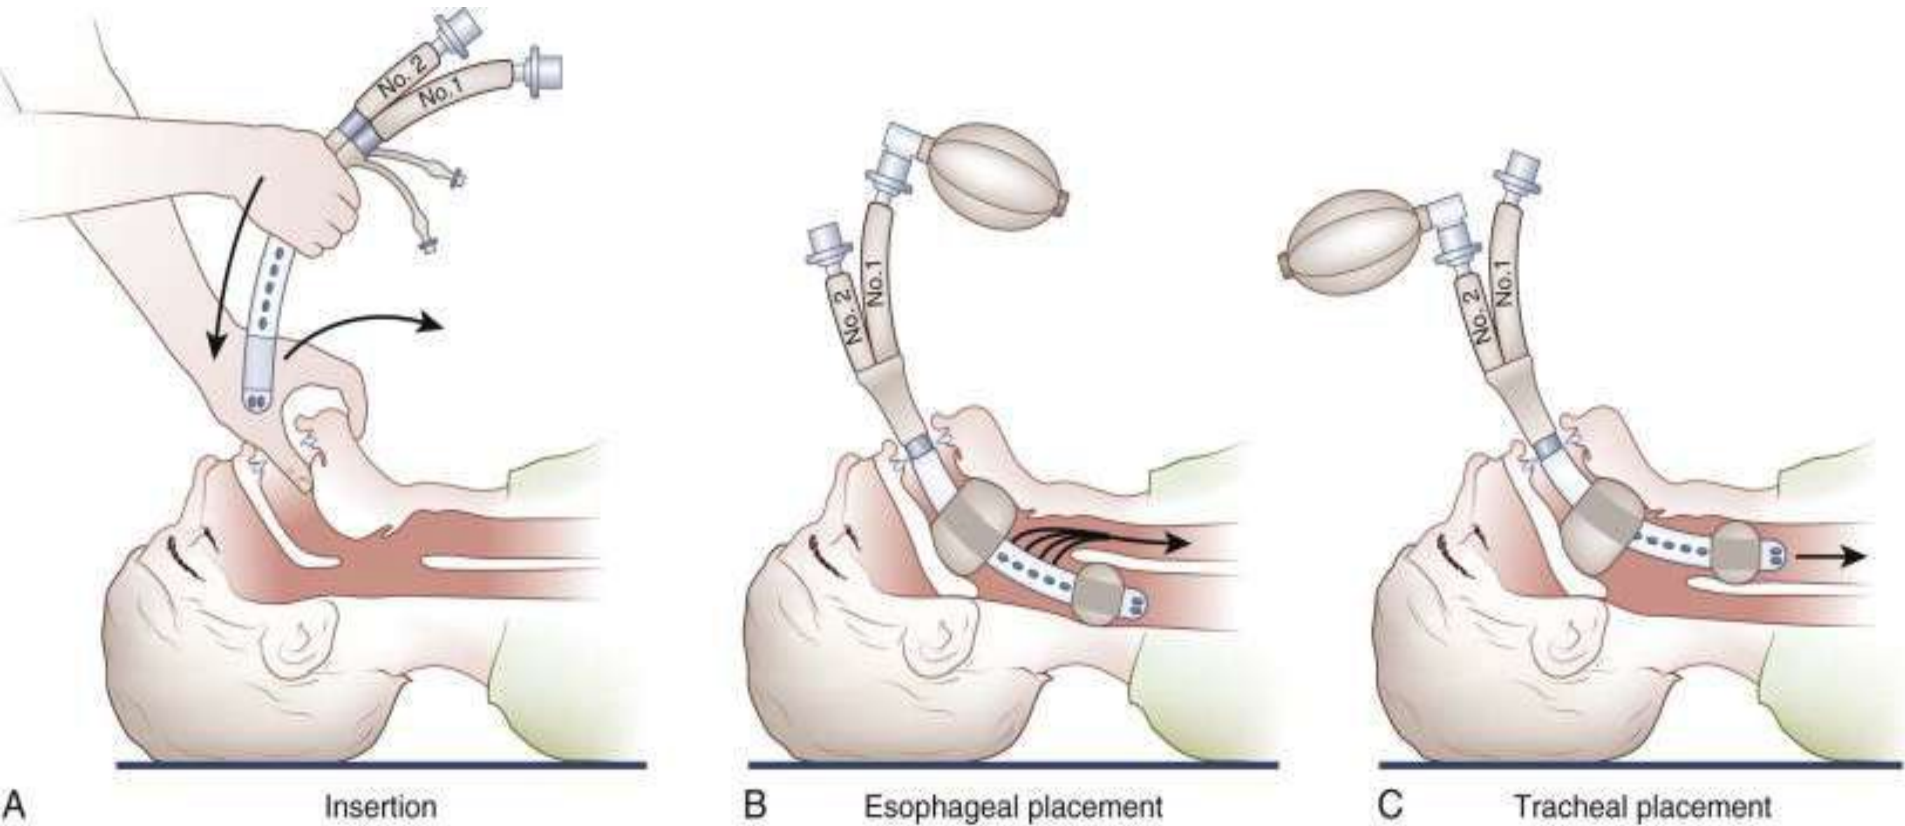 No. 2
No.1
No. 2
No.1
No. 2
No.1
A
Insertion
B
Esophageal placement
C
Tracheal placement